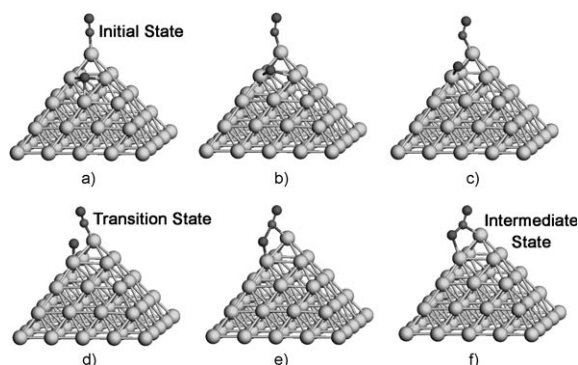 Initial State
a)
b)
c)
Transition State
Intermediate
State
d)
e)
f)